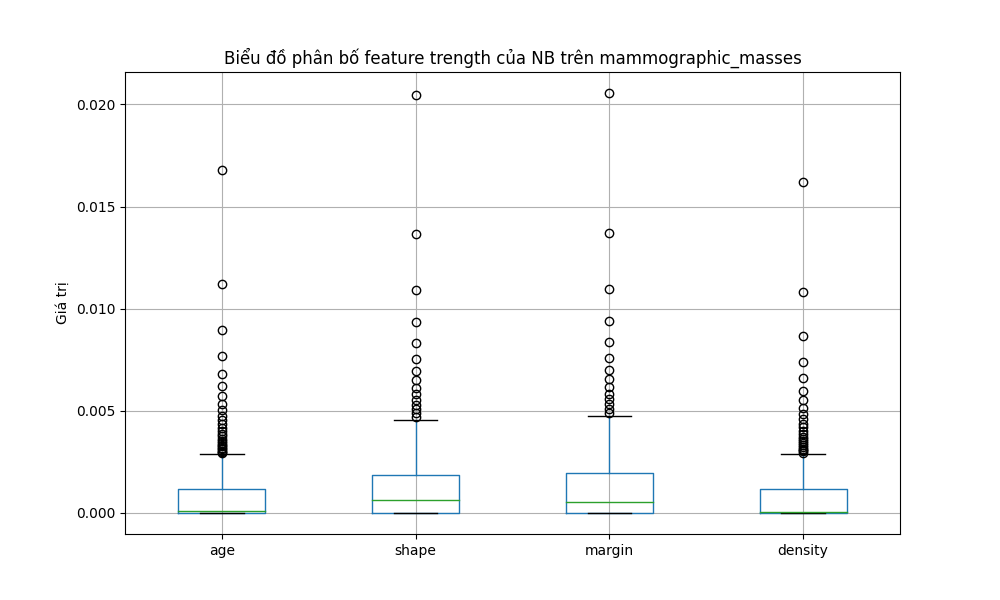 Biểu đồ phân bố feature trength của NB trên mammographic_masses
0.020
0.015
0.010
0.005
0.000
Giá trị
age
shape
margin
density